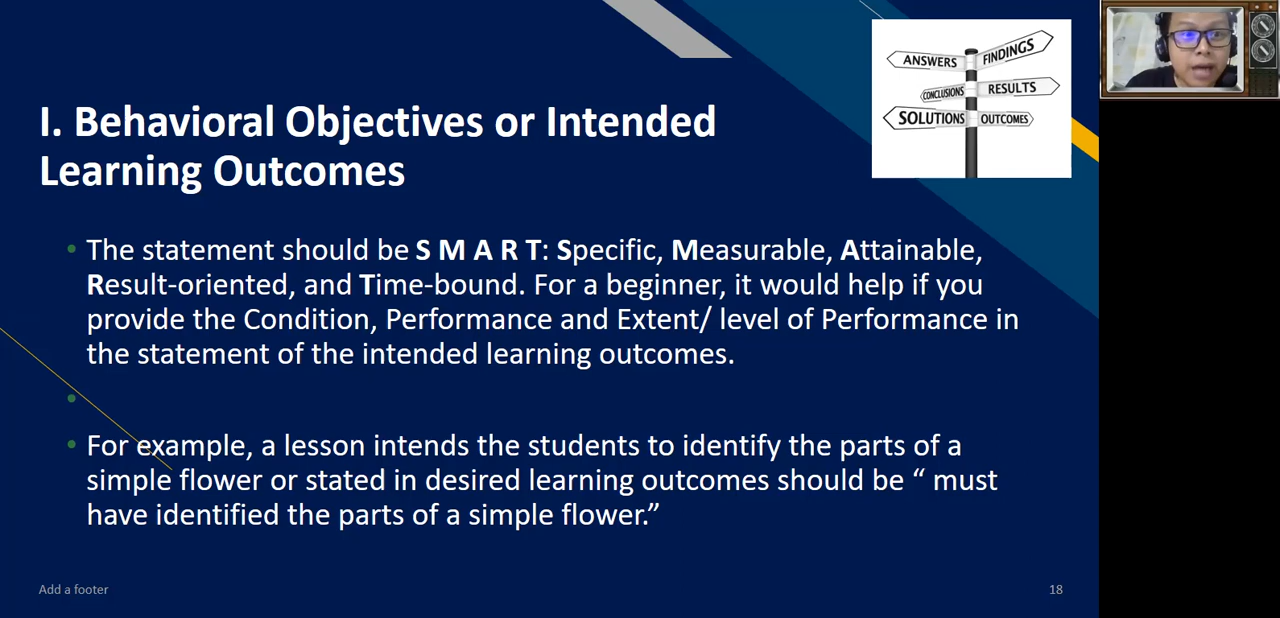 ANSWERS
FINDINGS
CONCLUSIONS
RESULTS
SOLUTIONS
OUTCOMES
I. Behavioral Objectives or Intended
Learning Outcomes
• The statement should be S M A R T: Specific, Measurable, Attainable,
Result-oriented, and Time-bound. For a beginner, it would help if you
provide the Condition, Performance and Extent/ level of Performance in
the statement of the intended learning outcomes.
•
• For example, a lesson intends the students to identify the parts of a
simple flower or stated in desired learning outcomes should be “ must
have identified the parts of a simple flower.”
Add a footer
18